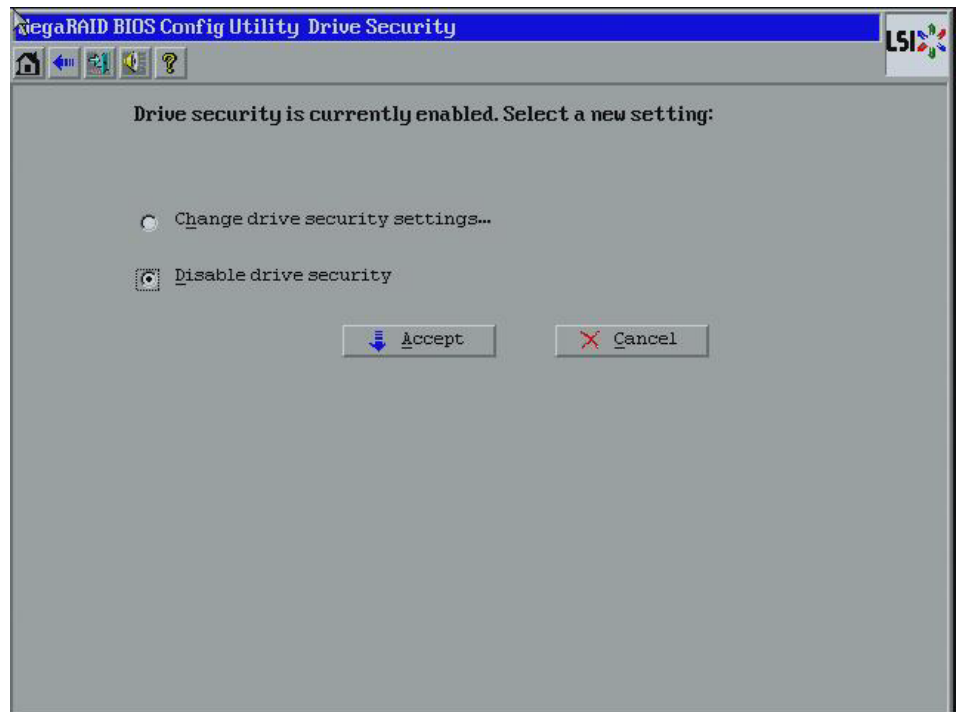 MegaRAID BIOS Config Utility Drive Security
LSI
Drive security is currently enabled. Select a new setting:
Change drive security settings...
Disable drive security
Accept
Cancel